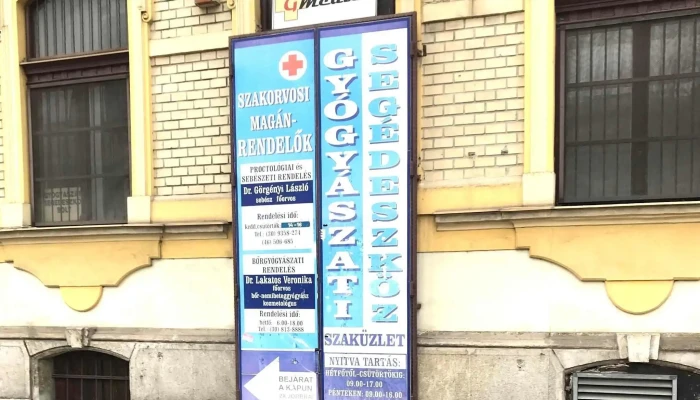 SZAKORVOSI
MAGÁN-
RENDELŐK
PROCTOLÓGIAI és
SEBÉSZETI RENDELÉS
Dr. Görgényi László
sebész főorvos
Rendelési idő:
BŐRGYÓGYÁSZATI
RENDELÉS
Dr. Lakatos Veronika
főorvos
kozmetológus
Rendelési idő:
BEJÁRAT
A KAPUN
GYÓGYÁSZATI
SEGÉDESZKÖZ
SZAKÜZLET
NYITVA TARTÁS:
HÉTFŐTŐL-CSÜTÖRTÖKIG:
09.00-17.00
PÉNTEKEN: 09.00-16.00